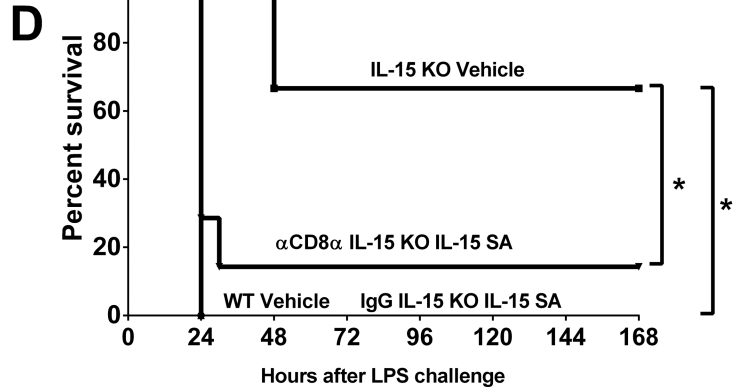 D
Percent survival
80
60
40
20
0
IL-15 KO Vehicle
αCD8α IL-15 KO IL-15 SA
WT Vehicle IgG IL-15 KO IL-15 SA
*
*
0 24 48 72 96 120 144 168
Hours after LPS challenge